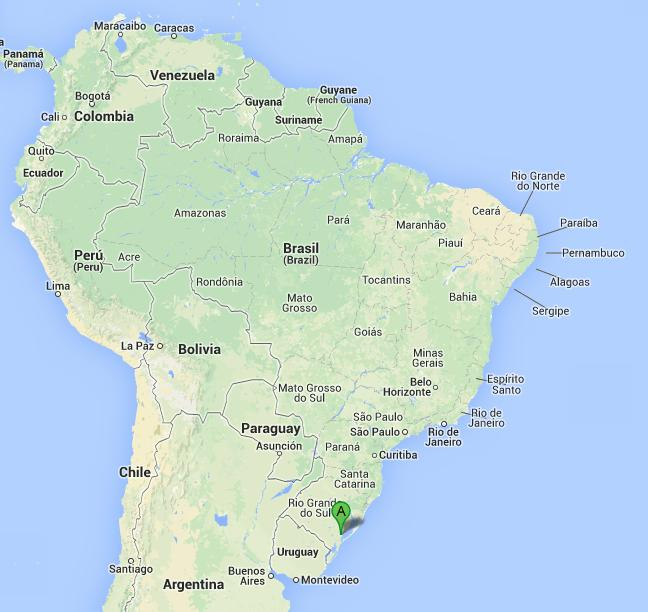 Maracaibo
Caracas
a
Panamá
(Panama)
Venezuela
Bogotá
Guyana
Guyane
(French Guiana)
Cali
Colombia
Suriname
Roraima
Amapá
Quito
Ecuador
Rio Grande
do Norte
Amazonas
Pará
Maranhão
Ceará
Paraíba
Piauí
Perú
(Peru)
Acre
Brasil
(Brazil)
Pernambuco
Rondônia
Tocantins
Alagoas
Lima
Mato
Grosso
Bahia
Sergipe
Goiás
La Paz
Bolivia
Minas
Gerais
Mato Grosso
do Sul
Belo
Horizonte
Espírito
Santo
São Paulo
São Paulo
Rio de
Janeiro
Rio de
Janeiro
Paraguay
Asunción
Paraná
Curitiba
Chile
Santa
Catarina
Rio Grande
do Sul
A
Uruguay
Santiago
Argentina
Buenos
Aires
Montevideo